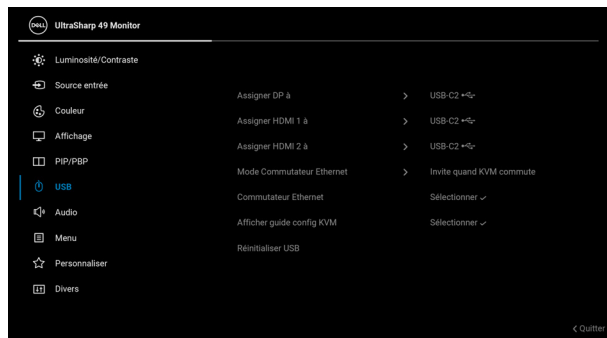 DELL UltraSharp 49 Monitor
Luminosité/Contraste
Source entrée
Assigner DP à USB-C2
Couleur
Assigner HDMI 1 à USB-C2
Affichage
Assigner HDMI 2 à USB-C2
PIP/PBP
Mode Commutateur Ethernet Invite quand KVM commute
USB
Commutateur Ethernet Sélectionner
Audio
Afficher guide config KVM Sélectionner
Menu
Réinitialiser USB
Personnaliser
Divers
Quitter